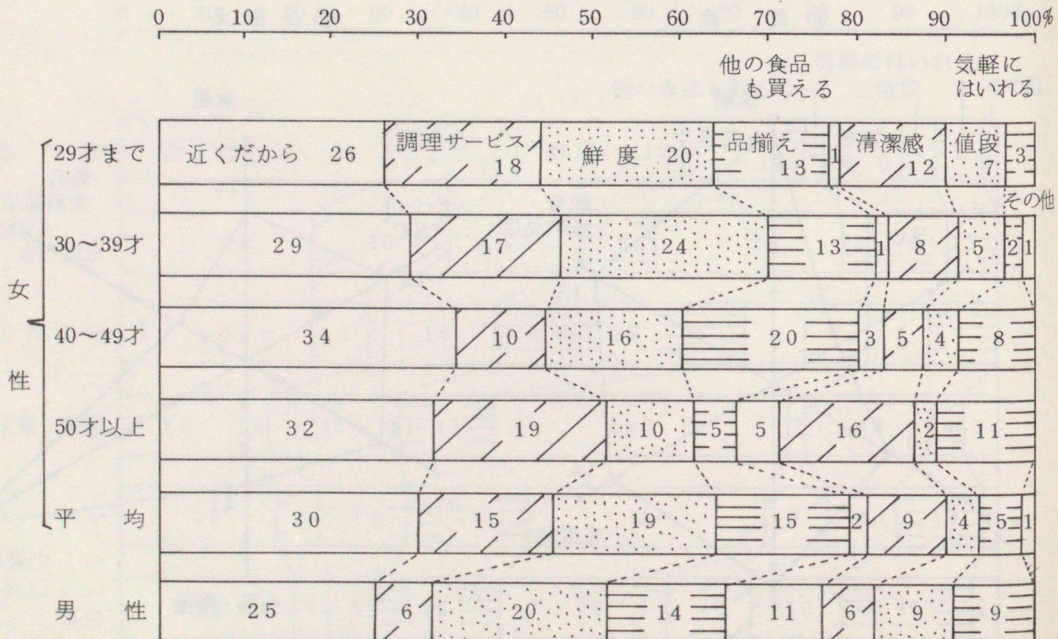 0 10 20 30 40 50 60 70 80 90 100%
他の食品も買える
気軽にはいれる
29才まで 近くだから 26 調理サービス 18 鮮度 20 品揃え 13 1 清潔感 12 値段 7 3
その他
30〜39才 29 17 24 13 1 8 5 2 1
女性
40〜49才 34 10 16 20 3 5 4 8
50才以上 32 19 10 5 5 16 2 11
平均 30 15 19 15 2 9 4 5 1
男性 25 6 20 14 11 6 9 9